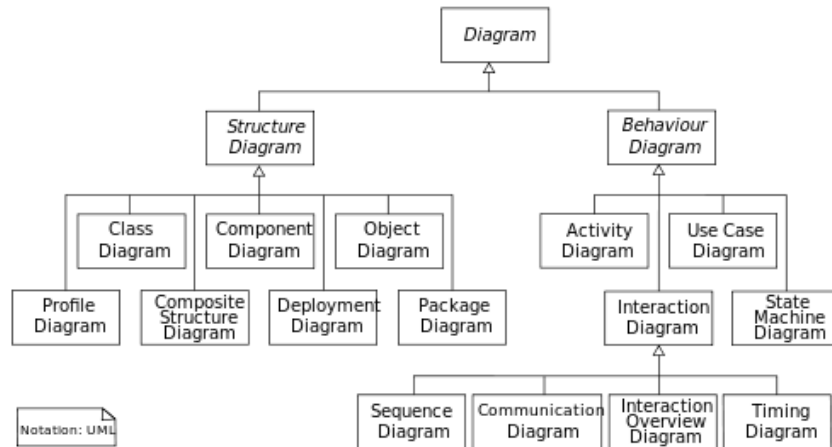 Diagram
Structure
Diagram
Behaviour
Diagram
Class
Diagram
Component
Diagram
Object
Diagram
Activity
Diagram
Use Case
Diagram
Profile
Diagram
Composite
Structure
Diagram
Deployment
Diagram
Package
Diagram
Interaction
Diagram
State
Machine
Diagram
Sequence
Diagram
Communication
Diagram
Interaction
Overview
Diagram
Timing
Diagram
Notation: UML